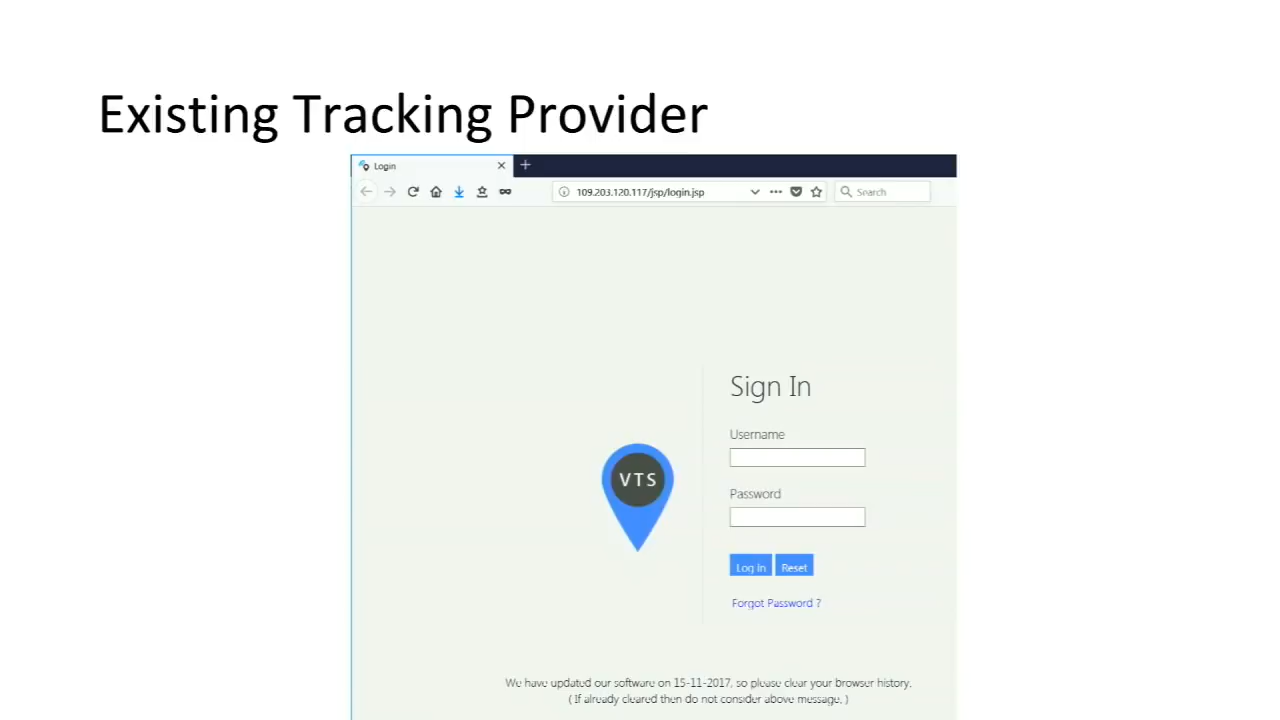 Existing Tracking Provider
Login
109.203.120.117/jsp/login.jsp
Search
Sign In
Username
VTS
Password
Log In Reset
Forgot Password ?
We have updated our software on 15-11-2017, so please clear your browser history.
( If already cleared then do not consider above message. )